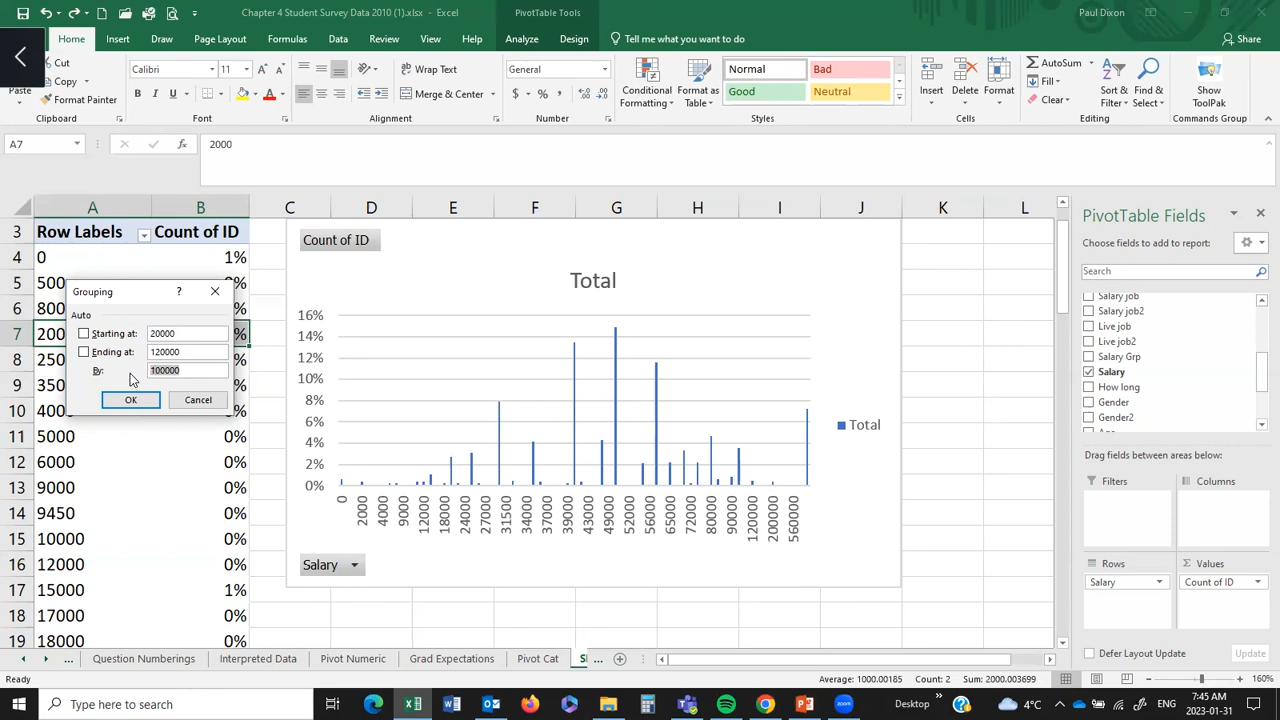 Chapter 4 Student Survey Data 2010 (1).xlsx - Excel
PivotTable Tools
Paul Dixon
Home Insert Draw Page Layout Formulas Data Review View Help Analyze Design Tell me what you want to do Share
Paste
Cut
Copy
Format Painter
Clipboard
Calibri 11
B I U
Font
Wrap Text
Merge & Center
Alignment
General
$ % ,
Number
Conditional Formatting
Format as Table
Normal Bad
Good Neutral
Styles
Insert Delete Format
Cells
AutoSum
Fill
Clear
Sort & Filter
Find & Select
Editing
Show ToolPak
Commands Group
A7 fx 2000
A B C D E F G H I J K L
3 Row Labels Count of ID
4 0 1%
5
6
7
8
9
10
11 5000 0%
12 6000 0%
13 9000 0%
14 9450 0%
15 10000 0%
16 12000 0%
17 15000 1%
18 17000 0%
19 18000 0%
Grouping ?
Auto
Starting at: 20000
Ending at: 120000
By: 100000
OK Cancel
Count of ID
Total
16%
14%
12%
10%
8%
6%
4%
2%
0%
0 2000 4000 9000 12000 18000 24000 27000 31500 34000 37000 39000 43000 49000 52000 56000 65000 72000 80000 90000 120000 200000 560000
Total
Salary
PivotTable Fields
Choose fields to add to report:
Search
Salary job
Salary job2
Live job
Live job2
Salary Grp
Salary
How long
Gender
Gender2
Drag fields between areas below:
Filters Columns
Rows Values
Salary Count of ID
Defer Layout Update Update
... Question Numberings Interpreted Data Pivot Numeric Grad Expectations Pivot Cat ...
Ready Average: 1000.00185 Count: 2 Sum: 2000.003699 160%
Type here to search
Desktop
4°C
ENG
7:45 AM
2023-01-31